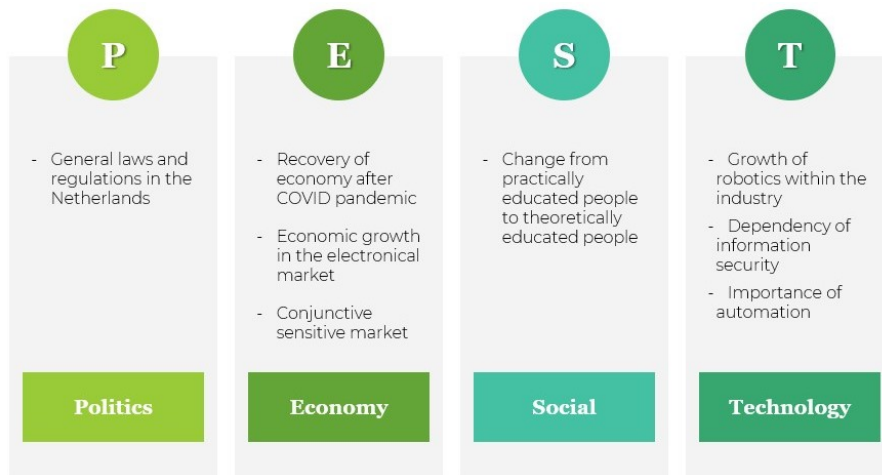 P
- General laws and
regulations in the
Netherlands
Politics
E
- Recovery of
economy after
COVID pandemic
- Economic growth
in the electronical
market
- Conjunctive
sensitive market
Economy
S
- Change from
practically
educated people
to theoretically
educated people
Social
T
- Growth of
robotics within the
industry
- Dependency of
information
security
- Importance of
automation
Technology